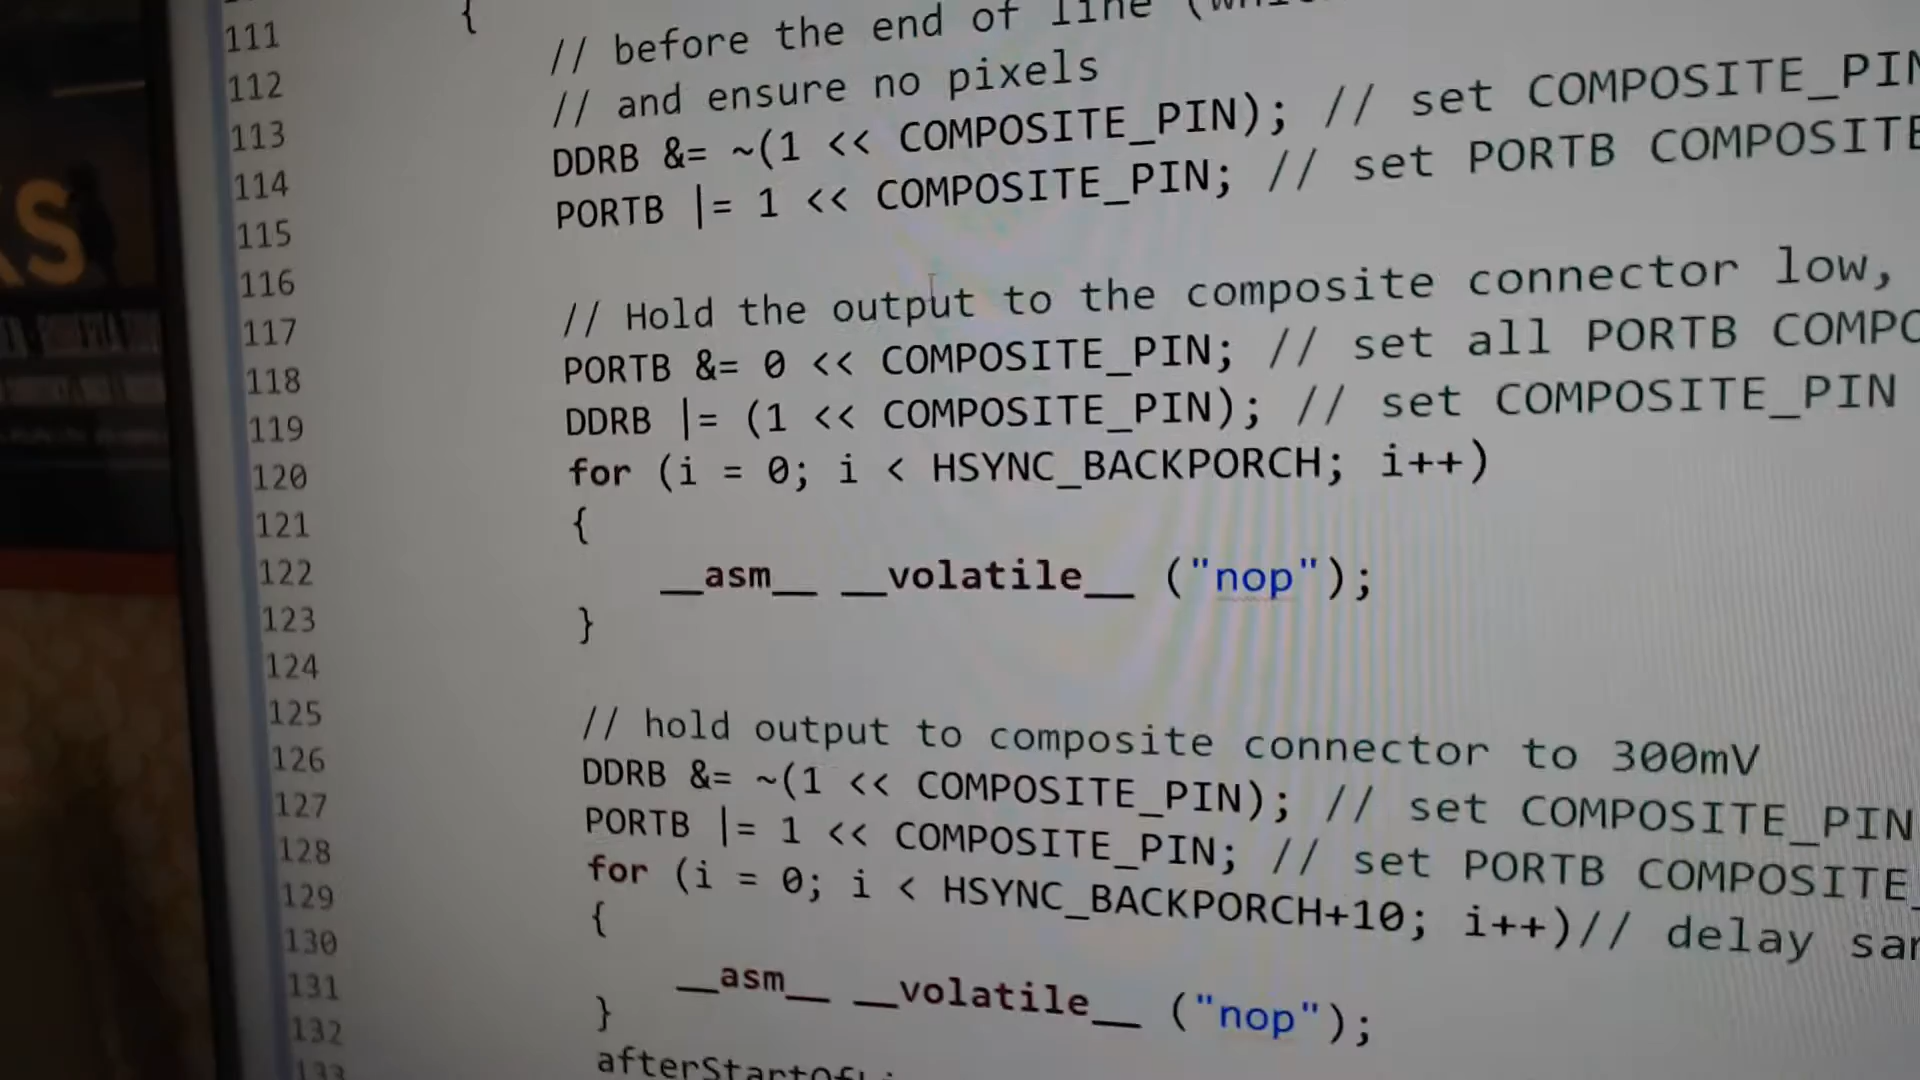 111 {
112 // before the end of line
113 // and ensure no pixels
114 DDRB &= ~(1 << COMPOSITE_PIN); // set COMPOSITE_PIN
115 PORTB |= 1 << COMPOSITE_PIN; // set PORTB COMPOSITE
116
117 // Hold the output to the composite connector low,
118 PORTB &= 0 << COMPOSITE_PIN; // set all PORTB COMPO
119 DDRB |= (1 << COMPOSITE_PIN); // set COMPOSITE_PIN
120 for (i = 0; i < HSYNC_BACKPORCH; i++)
121 {
122 __asm__ __volatile__ ("nop");
123 }
124
125 // hold output to composite connector to 300mV
126 DDRB &= ~(1 << COMPOSITE_PIN); // set COMPOSITE_PIN
127 PORTB |= 1 << COMPOSITE_PIN; // set PORTB COMPOSITE_
128 for (i = 0; i < HSYNC_BACKPORCH+10; i++)// delay
129 {
130 __asm__ __volatile__ ("nop");
131 }
132
133